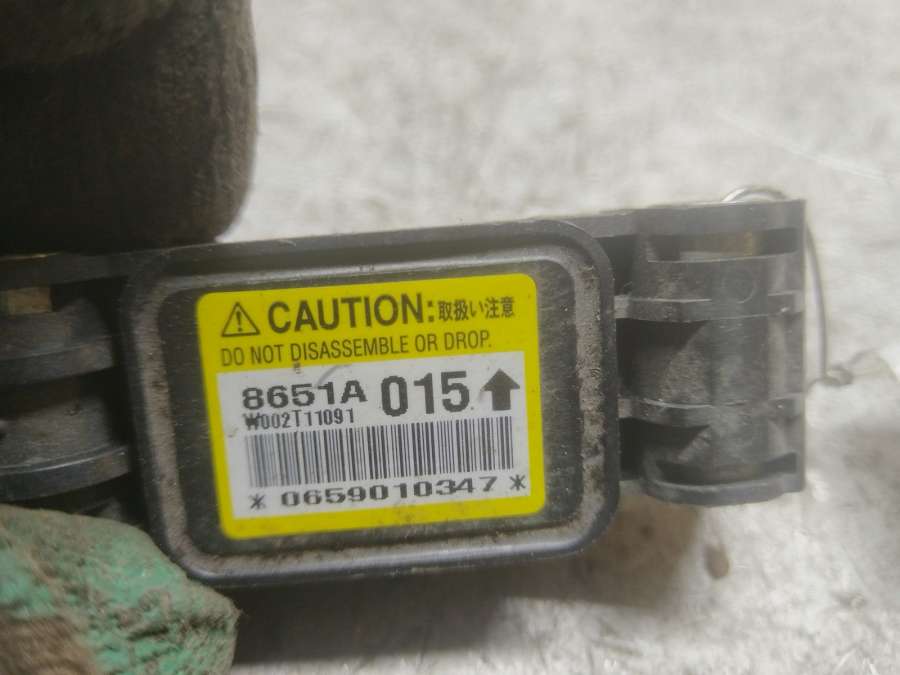 ⚠ CAUTION:取扱い注意
DO NOT DISASSEMBLE OR DROP.
8651A 015 ⬆
W002T11091
* 0659010347 *